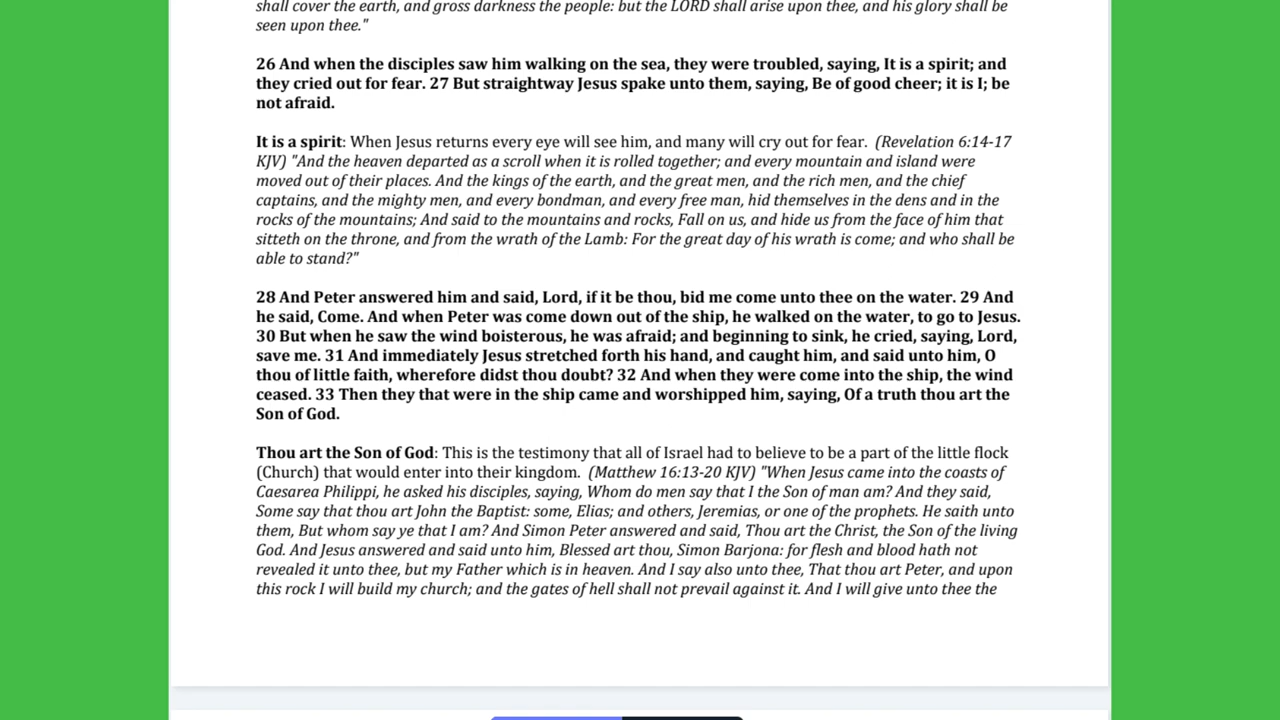 shall cover the earth, and gross darkness the people: but the LORD shall arise upon thee, and his glory shall be
seen upon thee."
26 And when the disciples saw him walking on the sea, they were troubled, saying, It is a spirit; and
they cried out for fear. 27 But straightway Jesus spake unto them, saying, Be of good cheer; it is I; be
not afraid.
It is a spirit: When Jesus returns every eye will see him, and many will cry out for fear. (Revelation 6:14-17
KJV) "And the heaven departed as a scroll when it is rolled together; and every mountain and island were
moved out of their places. And the kings of the earth, and the great men, and the rich men, and the chief
captains, and the mighty men, and every bondman, and every free man, hid themselves in the dens and in the
rocks of the mountains; And said to the mountains and rocks, Fall on us, and hide us from the face of him that
sitteth on the throne, and from the wrath of the Lamb: For the great day of his wrath is come; and who shall be
able to stand?"
28 And Peter answered him and said, Lord, if it be thou, bid me come unto thee on the water. 29 And
he said, Come. And when Peter was come down out of the ship, he walked on the water, to go to Jesus.
30 But when he saw the wind boisterous, he was afraid; and beginning to sink, he cried, saying, Lord,
save me. 31 And immediately Jesus stretched forth his hand, and caught him, and said unto him, O
thou of little faith, wherefore didst thou doubt? 32 And when they were come into the ship, the wind
ceased. 33 Then they that were in the ship came and worshipped him, saying, Of a truth thou art the
Son of God.
Thou art the Son of God: This is the testimony that all of Israel had to believe to be a part of the little flock
(Church) that would enter into their kingdom. (Matthew 16:13-20 KJV) "When Jesus came into the coasts of
Caesarea Philippi, he asked his disciples, saying, Whom do men say that I the Son of man am? And they said,
Some say that thou art John the Baptist: some, Elias; and others, Jeremias, or one of the prophets. He saith unto
them, But whom say ye that I am? And Simon Peter answered and said, Thou art the Christ, the Son of the living
God. And Jesus answered and said unto him, Blessed art thou, Simon Barjona: for flesh and blood hath not
revealed it unto thee, but my Father which is in heaven. And I say also unto thee, That thou art Peter, and upon
this rock I will build my church; and the gates of hell shall not prevail against it. And I will give unto thee the